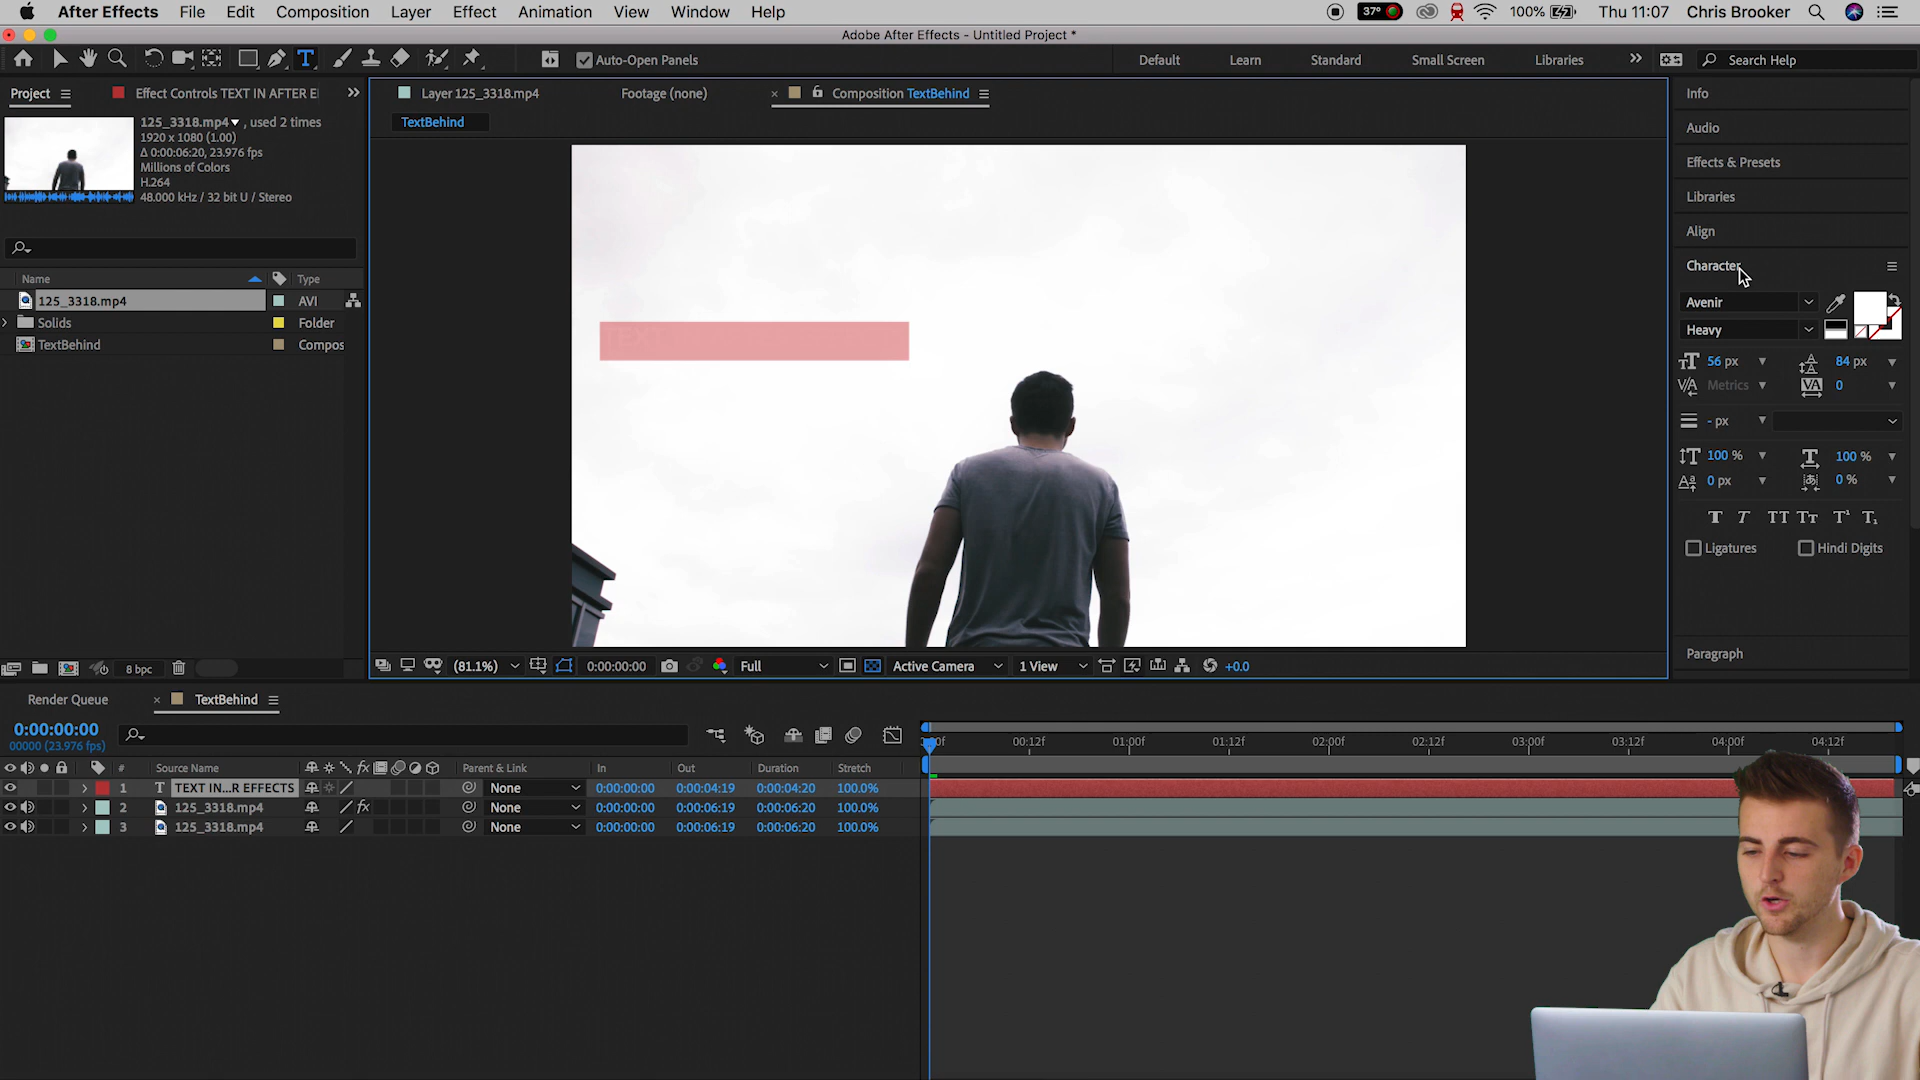 After Effects File Edit Composition Layer Effect Animation View Window Help 37° 100% Thu 11:07 Chris Brooker
Adobe After Effects - Untitled Project *
T Auto-Open Panels Default Learn Standard Small Screen Libraries Search Help
Project Effect Controls TEXT IN AFTER E
Layer 125_3318.mp4 Footage (none) Composition TextBehind
TextBehind
125_3318.mp4 , used 2 times
1920 x 1080 (1.00)
Δ 0:00:06:20, 23.976 fps
Millions of Colors
H.264
48.000 kHz / 32 bit U / Stereo
Name Type
125_3318.mp4 AVI
Solids Folder
TextBehind Compos
8 bpc
(81.1%) 0:00:00:00 Full Active Camera 1 View +0.0
Info
Audio
Effects & Presets
Libraries
Align
Character
Avenir
Heavy
56 px 84 px
Metrics 0
- px
100 % 100 %
0 px 0 %
T T TT Tт T¹ T₁
Ligatures Hindi Digits
Paragraph
Render Queue TextBehind
0:00:00:00
00000 (23.976 fps)
# Source Name fx Parent & Link In Out Duration Stretch
1 T TEXT IN...R EFFECTS None 0:00:00:00 0:00:04:19 0:00:04:20 100.0%
2 125_3318.mp4 fx None 0:00:00:00 0:00:06:19 0:00:06:20 100.0%
3 125_3318.mp4 None 0:00:00:00 0:00:06:19 0:00:06:20 100.0%
00:12f 01:00f 01:12f 02:00f 02:12f 03:00f 03:12f 04:00f 04:12f